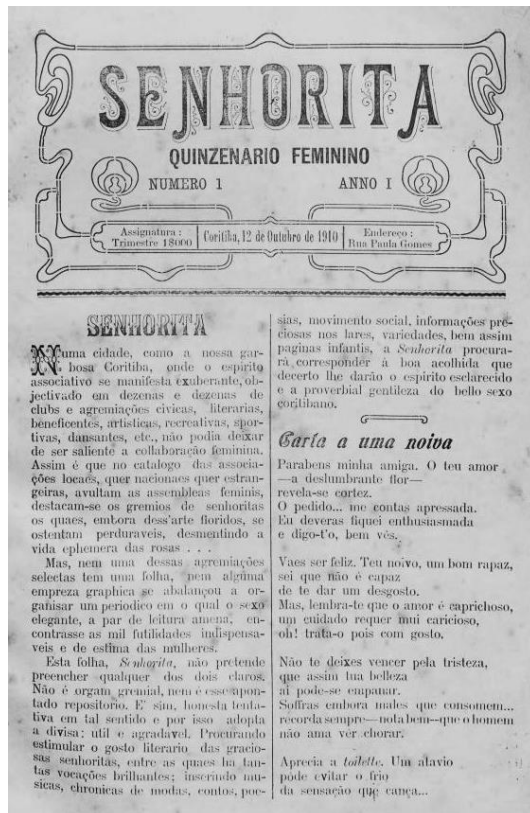 SENHORITA
QUINZENARIO FEMININO
NUMERO 1
ANNO I
Assignatura :
Trimestre 1$000
Coritiba, 12 de Outubro de 1910
Endereço :
Rua Paula Gomes
SENHORITA
Numa cidade, como a nossa gar-
bosa Coritiba, onde o espirito
associativo se manifesta exuberante, ob-
jectivado em dezenas e dezenas de
clubs e agremiações civicas, literarias,
beneficentes, artisticas, recreativas, spor-
tivas, dansantes, etc., não podia deixar
de ser saliente a collaboração feminina.
Assim é que no catalogo das associa-
ções locaes, quer nacionaes quer estran-
geiras, avultam as assembleas feminis,
destacam-se os gremios de senhoritas
os quaes, embora dess'arte floridos, se
ostentam perduraveis, desmentindo a
vida ephemera das rosas . . .
Mas, nem uma dessas agremiações
selectas tem uma folha, nem alguma
empreza graphica se abalançou a or-
ganisar um periodico em o qual o sexo
elegante, a par de leitura amena, en-
contrasse as mil futilidades indispensa-
veis e de estima das mulheres.
Esta folha, Senhorita, não pretende
preencher qualquer dos dois claros.
Não é orgam gremial, nem é esse apon-
tado repositorio. E' sim, honesta tenta-
tiva em tal sentido e por isso adopta
a divisa; util e agradavel. Procurando
estimular o gosto literario das gracio-
sas senhoritas, entre as quaes ha tan-
tas vocações brilhantes; inserindo mu-
sicas, chronicas de modas, contos, poe-
sias, movimento social, informações pre-
ciosas nos lares, variedades, bem assim
paginas infantis, a Senhorita procura-
rá corresponder á boa acolhida que
decerto lhe darão o espirito esclarecido
e a proverbial gentileza do bello sexo
coritibano.
Carta a uma noiva
Parabens minha amiga. O teu amor
—a deslumbrante flor—
revela-se cortez.
O pedido... me contas apressada.
Eu deveras fiquei enthusiasmada
e digo-t'o, bem vês.
Vaes ser feliz. Teu noivo, um bom rapaz,
sei que não é capaz
de te dar um desgosto.
Mas, lembra-te que o amor é caprichoso,
um cuidado requer mui caricioso,
oh! trata-o pois com gosto.
Não te deixes vencer pela tristeza,
que assim tua belleza
ai pode-se empanar.
Soffras embora males que consomem...
recorda sempre—nota bem—que o homem
não ama vêr chorar.
Aprecia a toilette. Um atavio
póde evitar o frio
da sensação que cança...